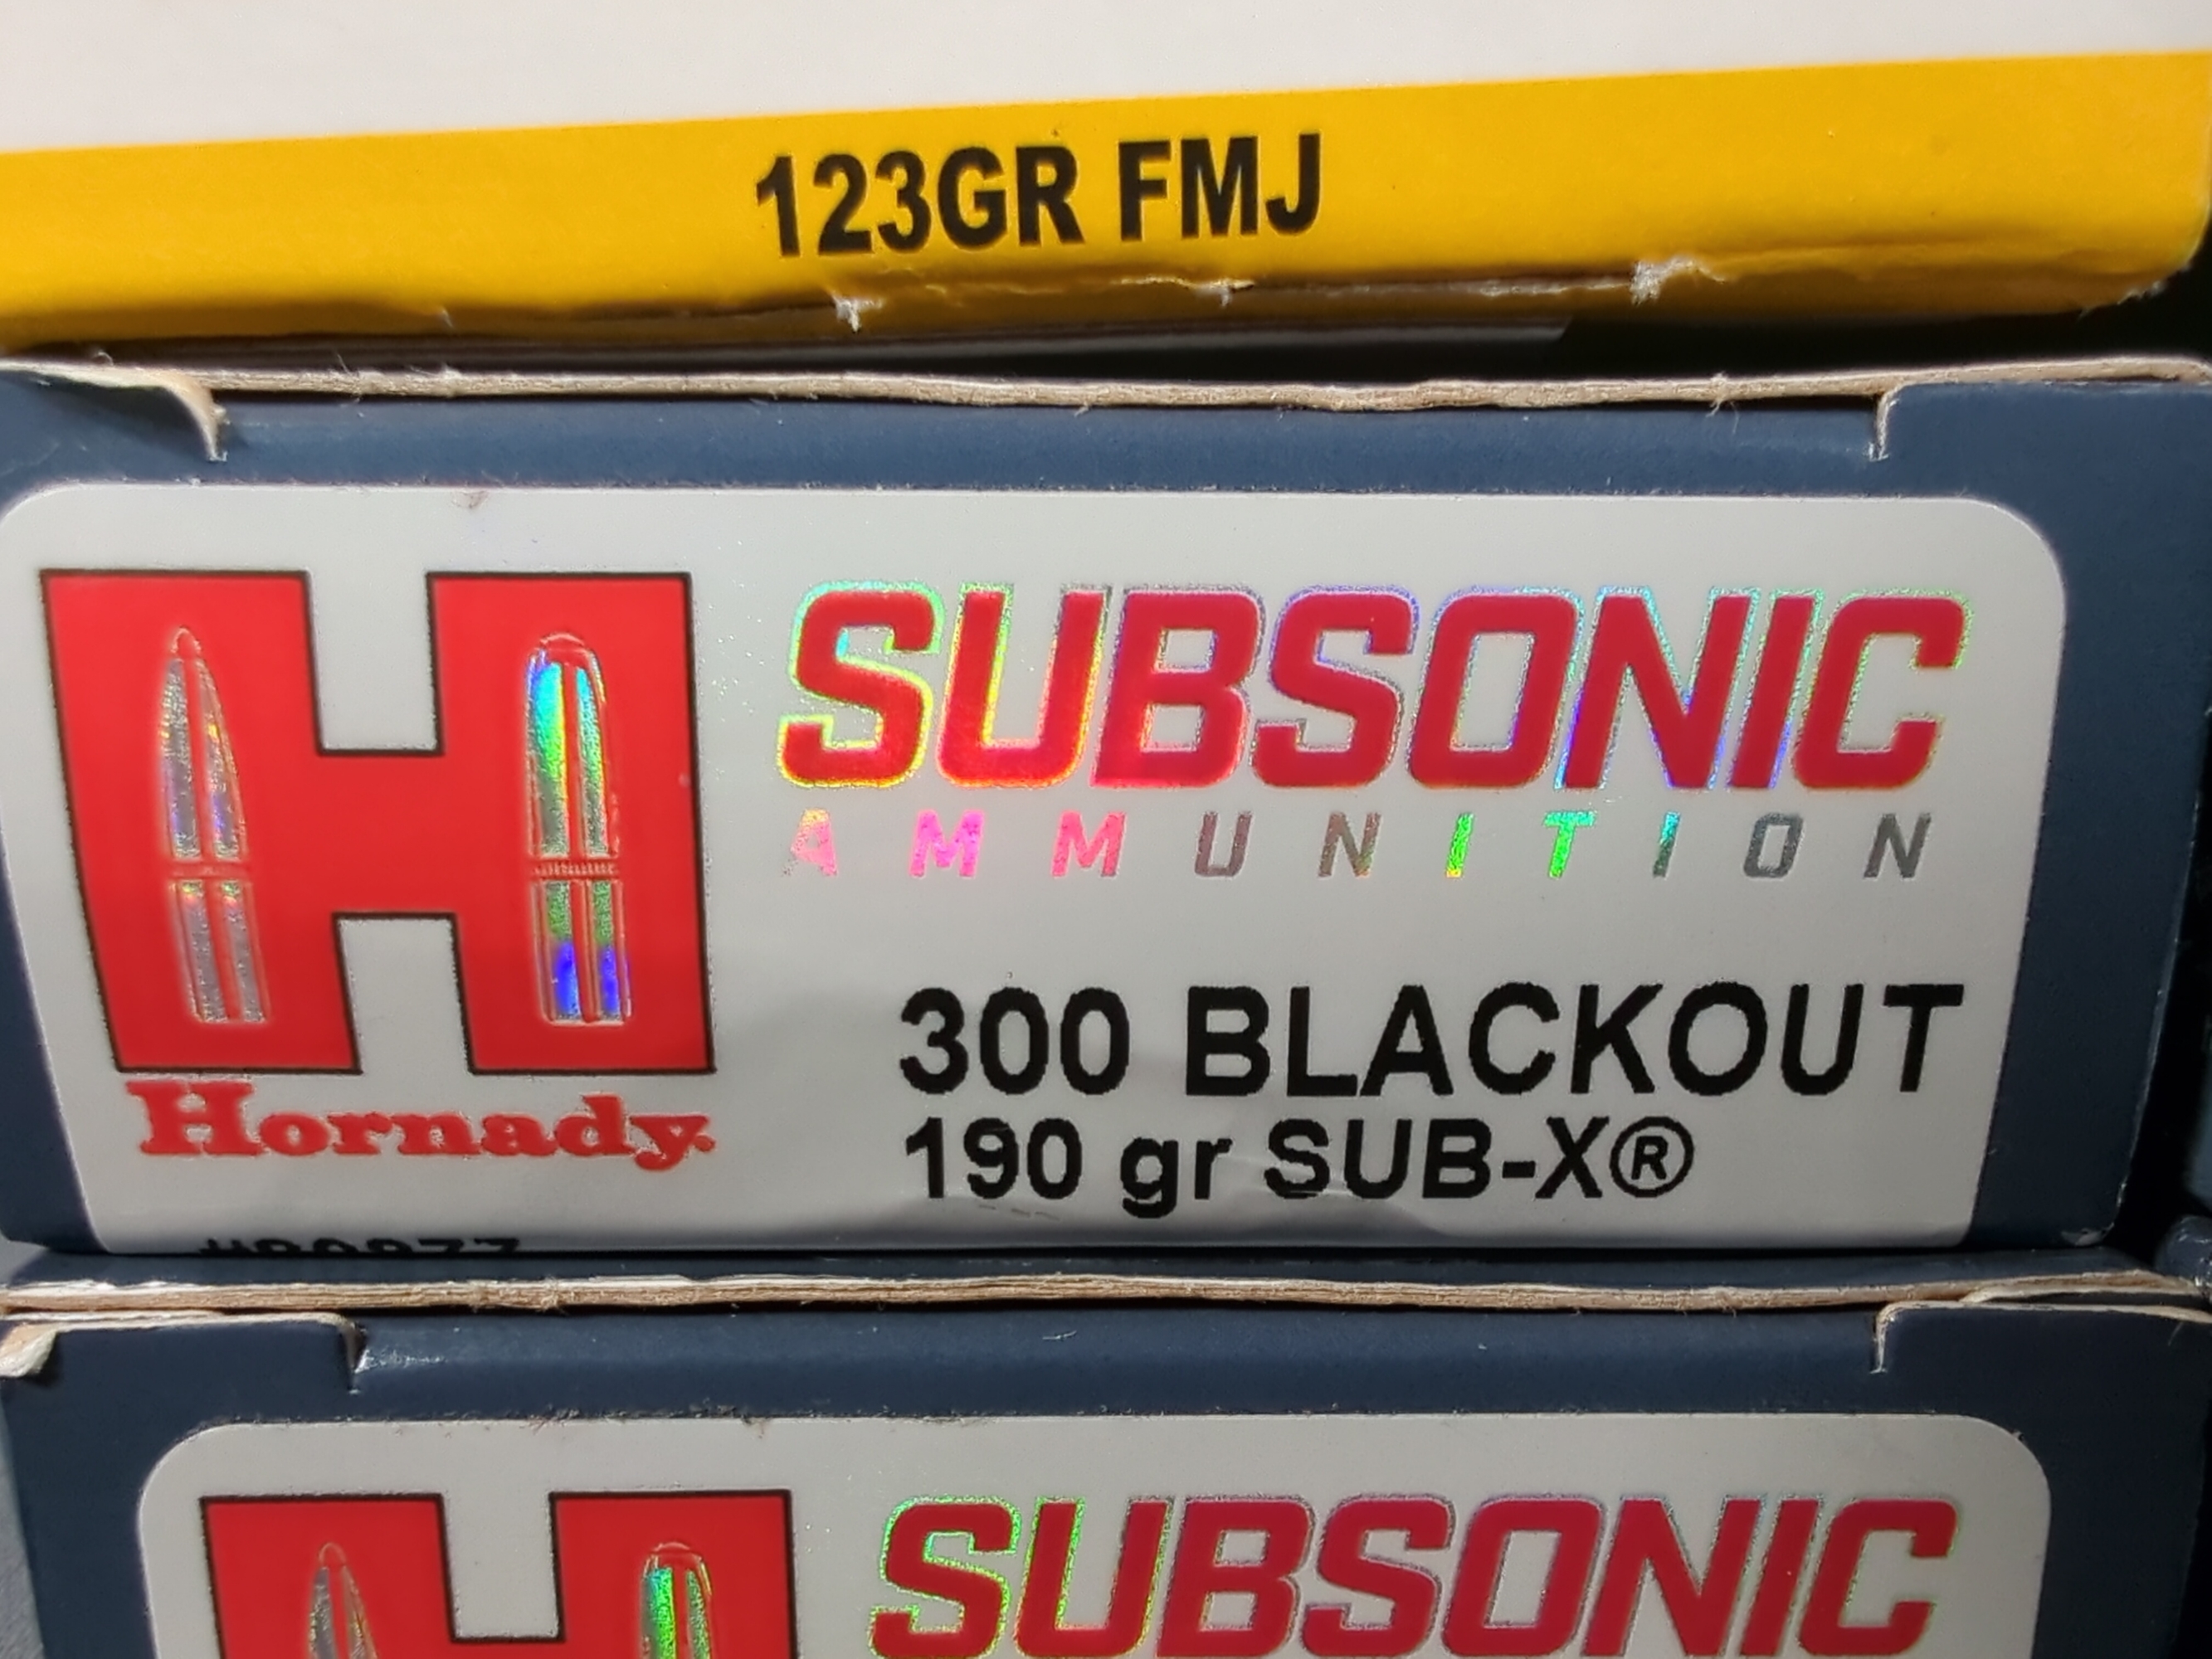 123GR FMJ
SUBSONIC
AMMUNITION
300 BLACKOUT
190 gr SUB-X®
Hornady.
SUBSONIC